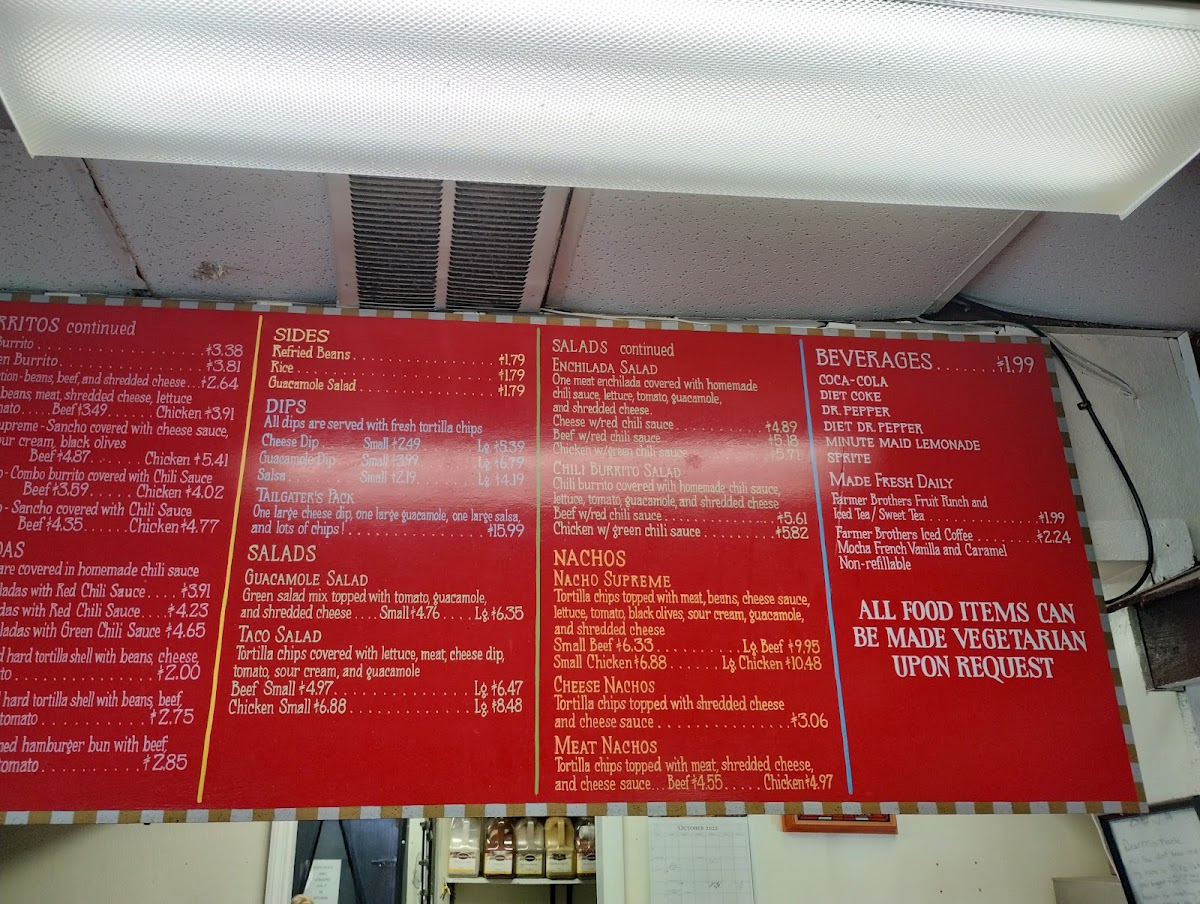 RRITOS continued
Burrito . . . . . . . . . . . . . . . . . . . . . . $3.38
en Burrito . . . . . . . . . . . . . . . . . . . $3.81
tion-beans, beef, and shredded cheese . . . $2.64
beans, meat, shredded cheese, lettuce
mato . . . . . Beef $3.49 . . . . . . Chicken $3.91
upreme - Sancho covered with cheese sauce,
our cream, black olives
Beef $4.87 . . . . . . . Chicken $5.41
o - Combo burrito covered with Chili Sauce
Beef $3.59 . . . . . . Chicken $4.02
o - Sancho covered with Chili Sauce
Beef $4.35 . . . . . Chicken $4.77
DAS
are covered in homemade chili sauce
ladas with Red Chili Sauce . . . . . $3.91
adas with Red Chili Sauce . . . . $4.23
ladas with Green Chili Sauce $4.65
d hard tortilla shell with beans, cheese
to . . . . . . . . . . . . . . . . . . . $2.00
d hard tortilla shell with beans, beef,
tomato . . . . . . . . . . . . . . . $2.75
ned hamburger bun with beef,
tomato . . . . . . . . . . . . . . $2.85
SIDES
Refried Beans . . . . . . . . . . . . . . . . . . . $1.79
Rice . . . . . . . . . . . . . . . . . . . . . . . . . . $1.79
Guacamole Salad . . . . . . . . . . . . . . . . . $1.79
DIPS
All dips are served with fresh tortilla chips
Cheese Dip . . . . Small $2.49 . . . . . . . Lg $5.39
Guacamole Dip . . Small $3.99 . . . . . . . Lg $6.79
Salsa . . . . . . . . . Small $2.19 . . . . . . . Lg $4.19
TAILGATER'S PACK
One large cheese dip, one large guacamole, one large salsa,
and lots of chips! . . . . . . . . . . . . . . . . . . . $15.99
SALADS
GUACAMOLE SALAD
Green salad mix topped with tomato, guacamole,
and shredded cheese . . . . Small $4.76 . . . . . Lg $6.35
TACO SALAD
Tortilla chips covered with lettuce, meat, cheese dip,
tomato, sour cream, and guacamole
Beef Small $4.97 . . . . . . . . . . . . . . . . . . Lg $6.47
Chicken Small $6.88 . . . . . . . . . . . . . . . Lg $8.48
SALADS continued
ENCHILADA SALAD
One meat enchilada covered with homemade
chili sauce, lettuce, tomato, guacamole,
and shredded cheese.
Cheese w/red chili sauce . . . . . . . . . . . . $4.89
Beef w/red chili sauce . . . . . . . . . . . . . . $5.18
Chicken w/green chili sauce . . . . . . . . . $5.71
CHILI BURRITO SALAD
Chili burrito covered with homemade chili sauce,
lettuce, tomato, guacamole, and shredded cheese
Beef w/red chili sauce . . . . . . . . . . . . . . $5.61
Chicken w/ green chili sauce . . . . . . . . . $5.82
NACHOS
NACHO SUPREME
Tortilla chips topped with meat, beans, cheese sauce,
lettuce, tomato, black olives, sour cream, guacamole,
and shredded cheese
Small Beef $6.33 . . . . . . . . . . . Lg Beef $9.95
Small Chicken $6.88 . . . . . . . Lg Chicken $10.48
CHEESE NACHOS
Tortilla chips topped with shredded cheese
and cheese sauce . . . . . . . . . . . . . . . . . $3.06
MEAT NACHOS
Tortilla chips topped with meat, shredded cheese,
and cheese sauce . . . Beef $4.55 . . . . . Chicken $4.97
BEVERAGES . . . . . . . $1.99
COCA-COLA
DIET COKE
DR. PEPPER
DIET DR. PEPPER
MINUTE MAID LEMONADE
SPRITE
MADE FRESH DAILY
Farmer Brothers Fruit Punch and
Iced Tea / Sweet Tea . . . . . . . . . . . . . . . . $1.99
Farmer Brothers Iced Coffee . . . . . . . . . $2.24
Mocha French Vanilla and Caramel
Non-refillable
ALL FOOD ITEMS CAN
BE MADE VEGETARIAN
UPON REQUEST
OCTOBER 2022